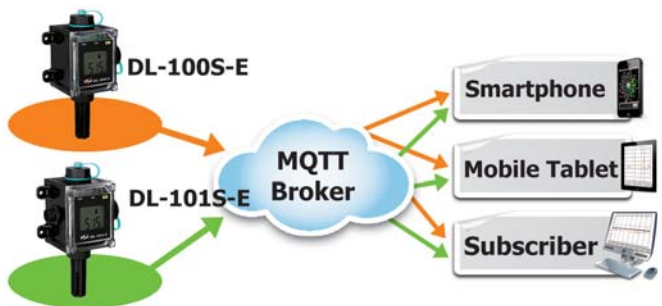 DL-100S-E
DL-101S-E
MQTT
Broker
Smartphone
Mobile Tablet
Subscriber